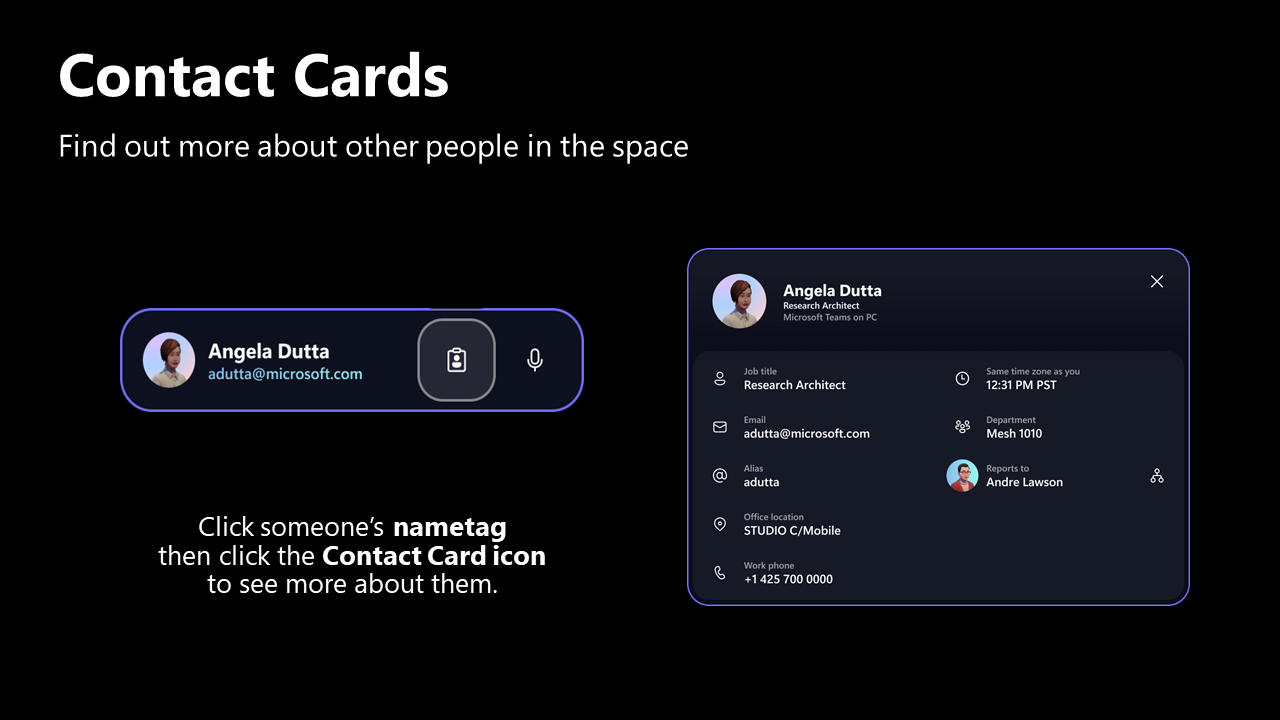 Contact Cards
Find out more about other people in the space
Angela Dutta
adutta@microsoft.com
Click someone’s nametag
then click the Contact Card icon
to see more about them.
Angela Dutta
Research Architect
Microsoft Teams on PC
Job title
Research Architect
Email
adutta@microsoft.com
Alias
adutta
Office location
STUDIO C/Mobile
Work phone
+1 425 700 0000
Same time zone as you
12:31 PM PST
Department
Mesh 1010
Reports to
Andre Lawson